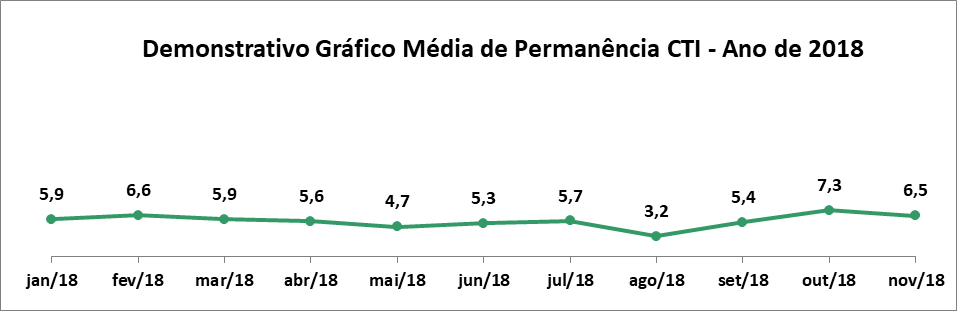 Demonstrativo Gráfico Média de Permanência CTI - Ano de 2018
5,9 6,6 5,9 5,6 4,7 5,3 5,7 3,2 5,4 7,3 6,5
jan/18 fev/18 mar/18 abr/18 mai/18 jun/18 jul/18 ago/18 set/18 out/18 nov/18